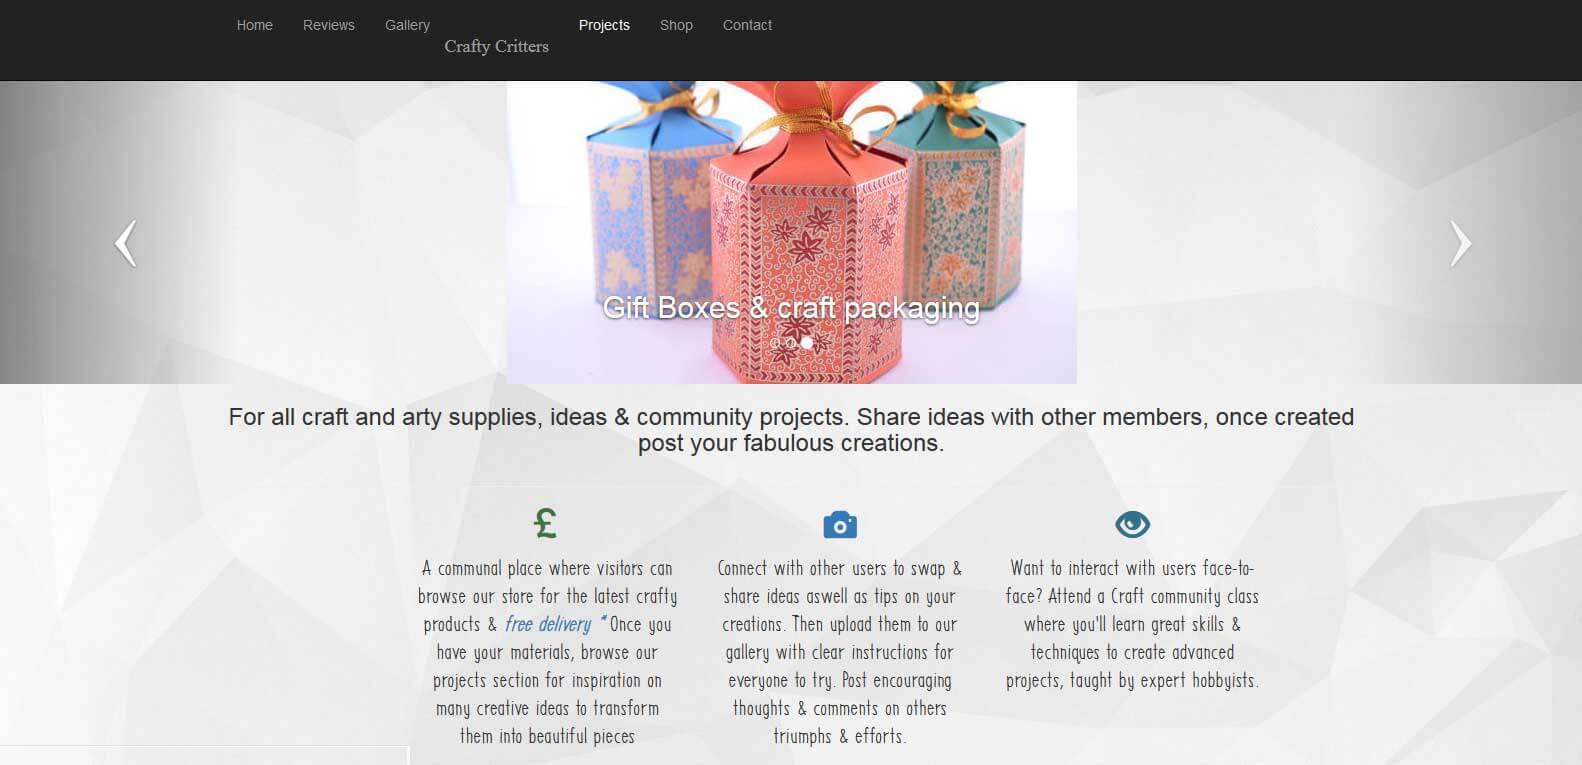 Home Reviews Gallery Crafty Critters Projects Shop Contact
Gift Boxes & craft packaging
For all craft and arty supplies, ideas & community projects. Share ideas with other members, once created
post your fabulous creations.
£
A communal place where visitors can
browse our store for the latest crafty
products & free delivery * Once you
have your materials, browse our
projects section for inspiration on
many creative ideas to transform
them into beautiful pieces
Connect with other users to swap &
share ideas aswell as tips on your
creations. Then upload them to our
gallery with clear instructions for
everyone to try. Post encouraging
thoughts & comments on others
triumphs & efforts.
Want to interact with users face-to-
face? Attend a Craft community class
where you'll learn great skills &
techniques to create advanced
projects, taught by expert hobbyists.